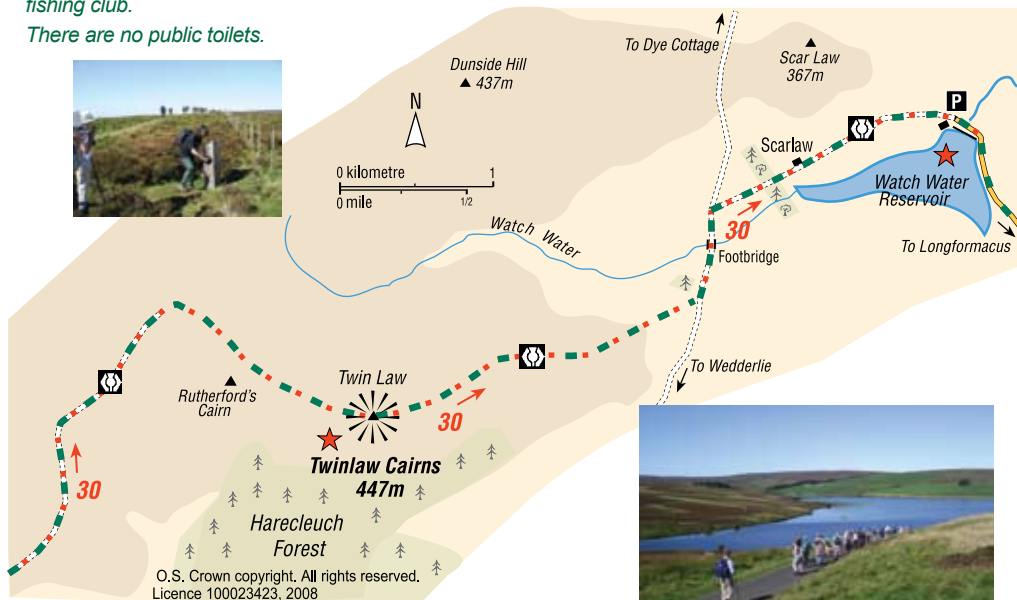 fishing club.
There are no public toilets.
To Dye Cottage
Scar Law
367m
Dunside Hill
437m
N
P
Scarlaw
0 kilometre 1
0 mile 1/2
Watch Water
Reservoir
Watch Water
30
Footbridge
To Longformacus
To Wedderlie
Twin Law
Rutherford's
Cairn
30
Twinlaw Cairns
447m
30
Harecleuch
Forest
O.S. Crown copyright. All rights reserved.
Licence 100023423, 2008